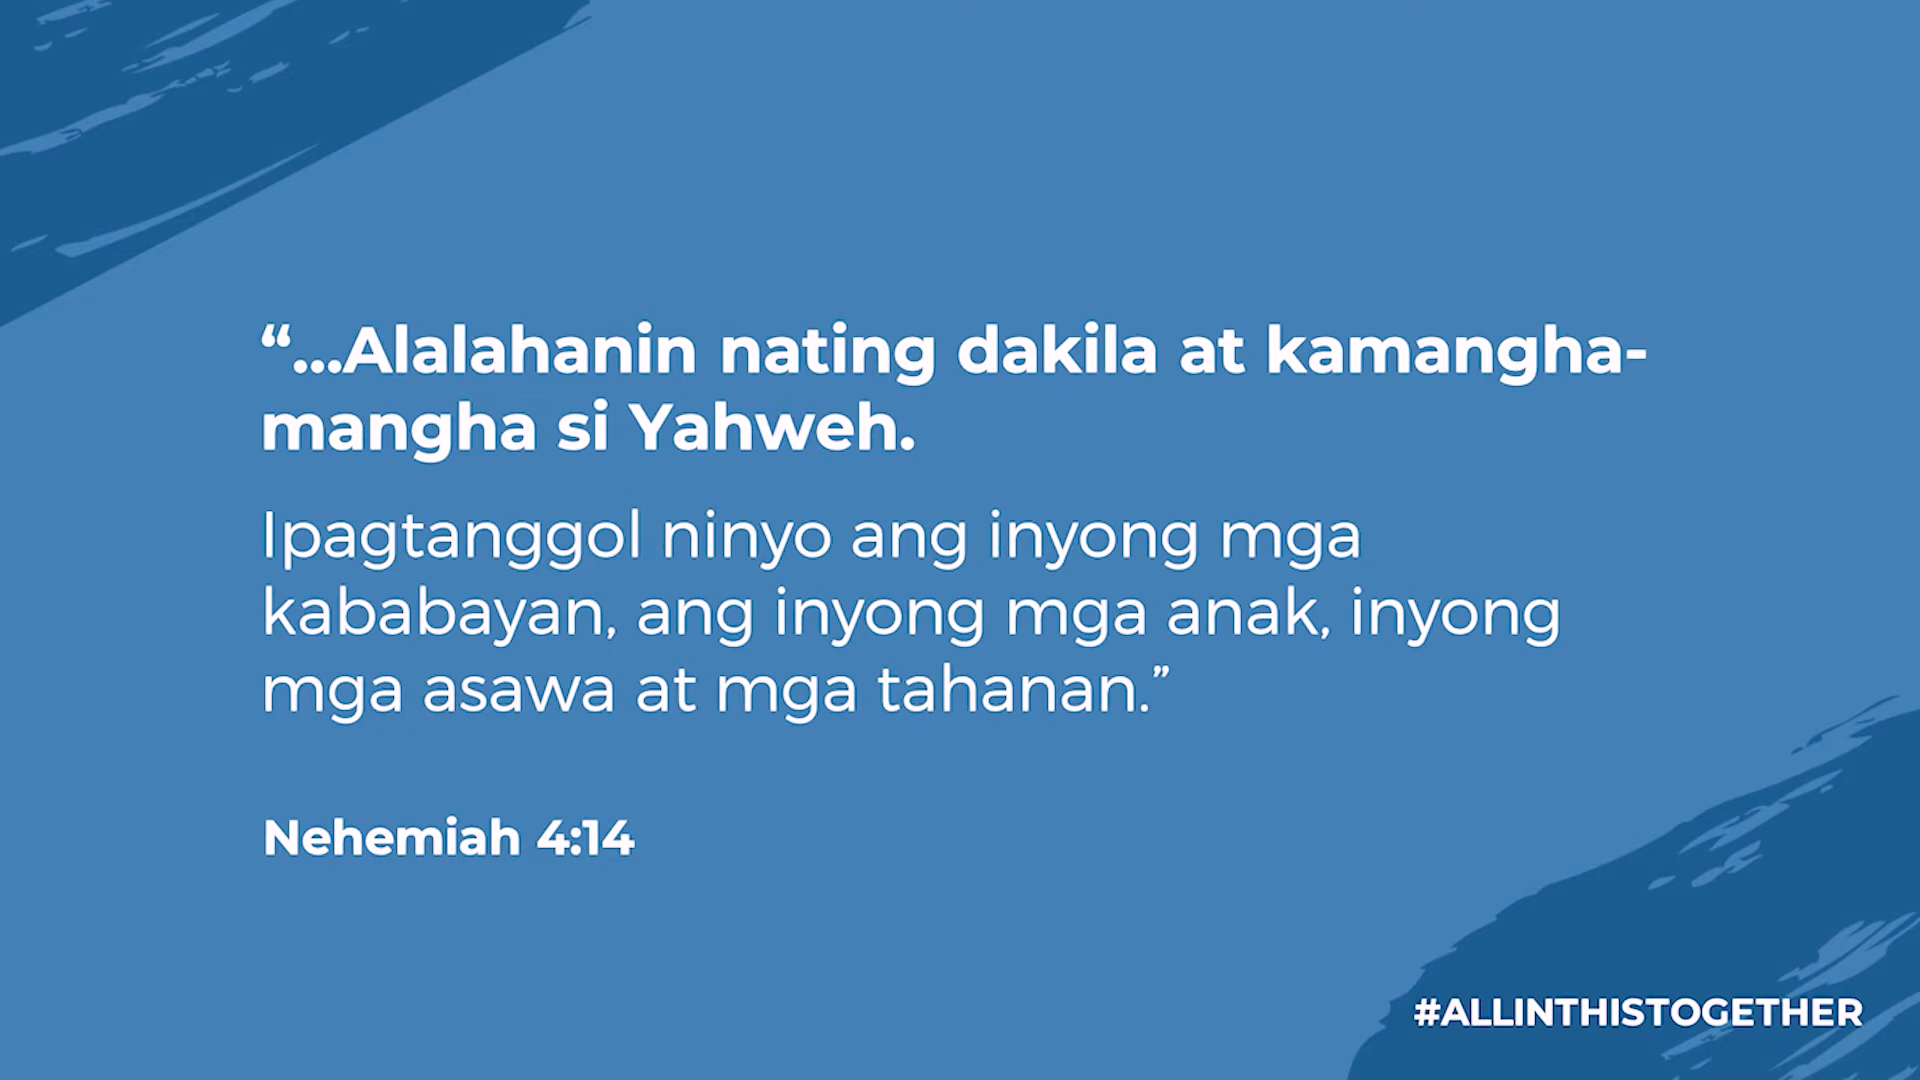 “...Alalahanin nating dakila at kamangha-
mangha si Yahweh.
Ipagtanggol ninyo ang inyong mga
kababayan, ang inyong mga anak, inyong
mga asawa at mga tahanan.”
Nehemiah 4:14
#ALLINTHISTOGETHER